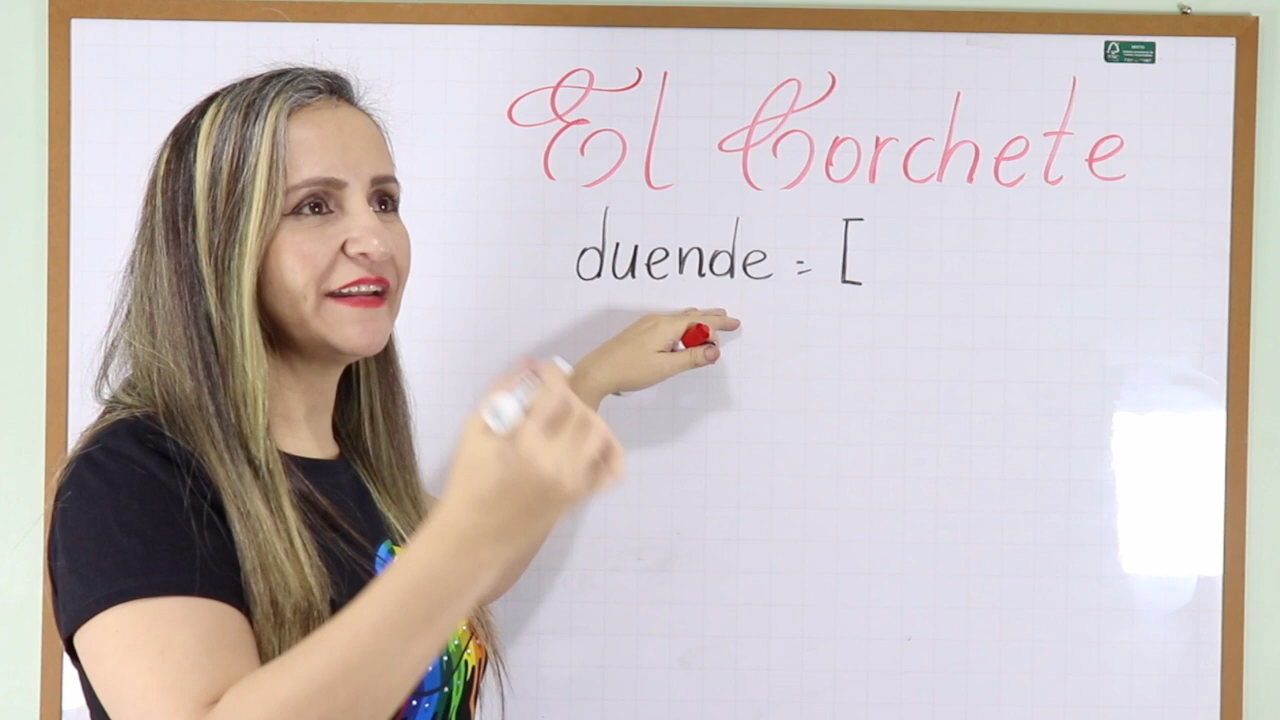 El Corchete
duende = [